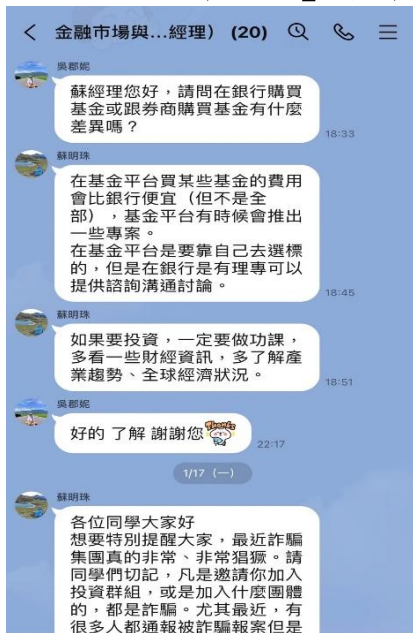 金融市場與...經理) (20)
吳郡妮
蘇經理您好，請問在銀行購買
基金或跟券商購買基金有什麼
差異嗎？
18:33
蘇明珠
在基金平台買某些基金的費用
會比銀行便宜（但不是全
部），基金平台有時候會推出
一些專案。
在基金平台是要靠自己去選標
的，但是在銀行是有理專可以
提供諮詢溝通討論。
18:45
蘇明珠
如果要投資，一定要做功課，
多看一些財經資訊，多了解產
業趨勢、全球經濟狀況。
18:51
吳郡妮
好的 了解 謝謝您
Thanks
22:17
1/17（一）
蘇明珠
各位同學大家好
想要特別提醒大家，最近詐騙
集團真的非常、非常猖獗。請
同學們切記，凡是邀請你加入
投資群組，或是加入什麼團體
的，都是詐騙。尤其最近，有
很多人都通報被詐騙報案但是